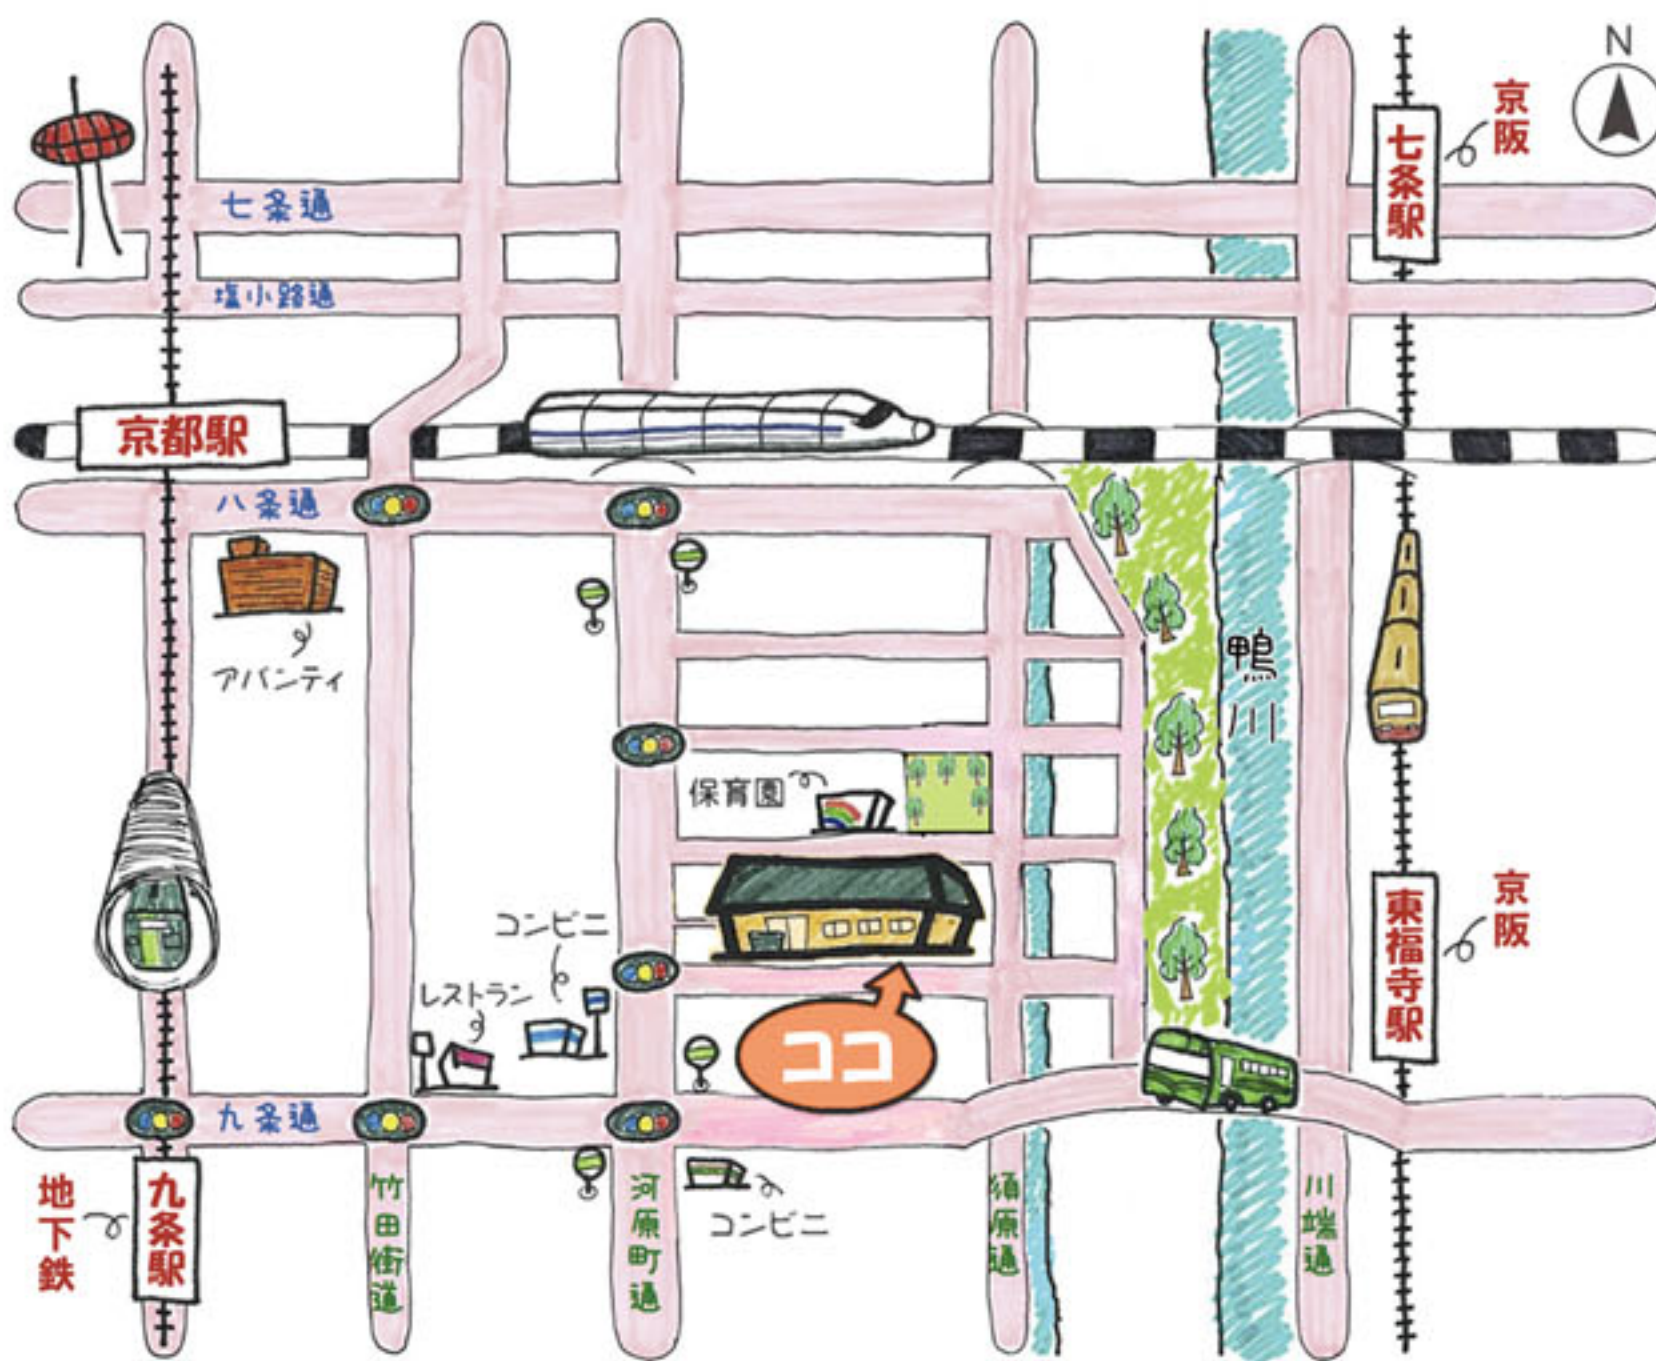 N
京阪
七条駅
七条通
塩小路通
京都駅
八条通
アバンティ
鴨川
保育園
コンビニ
レストラン
ココ
京阪
東福寺駅
九条通
地下鉄
九条駅
竹田街道
河原町通
コンビニ
須原通
川端通